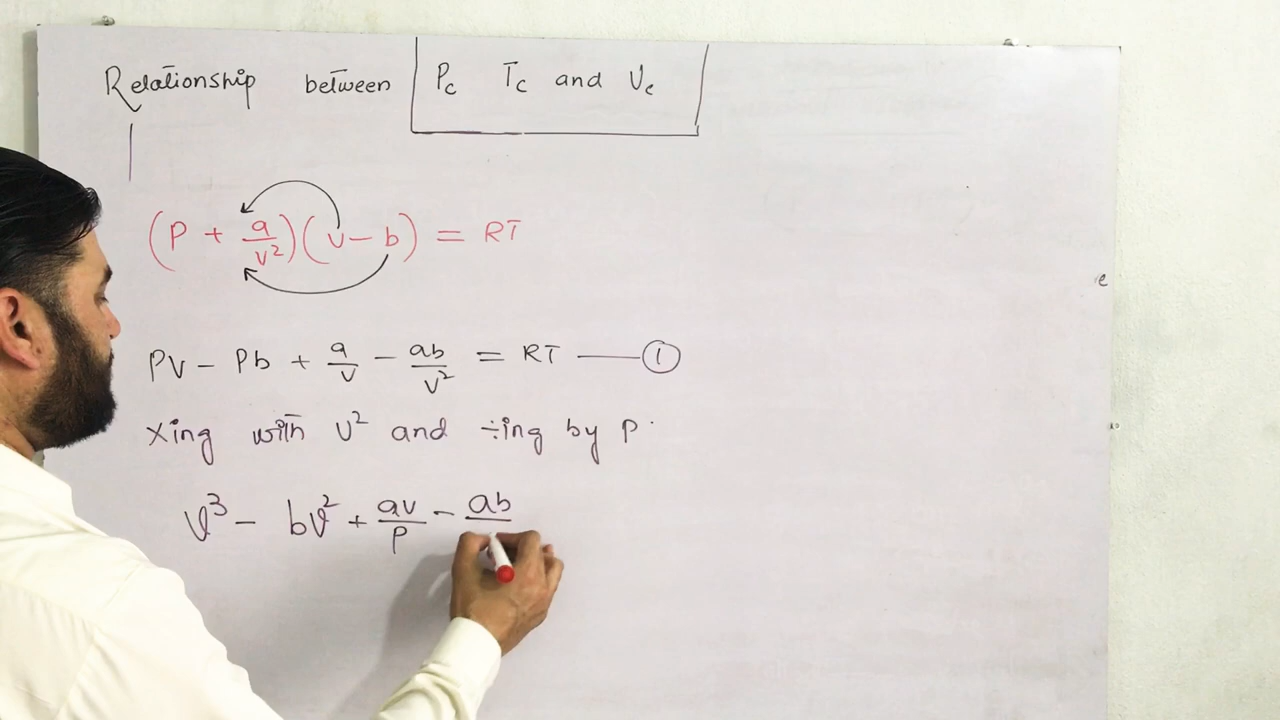 Relationship between Pc Tc and Vc
(P + a/v²)(v - b) = RT
PV - Pb + a/v - ab/v² = RT —— ①
Xing with v² and ÷ing by P.
v³ - bv² + av/P - ab